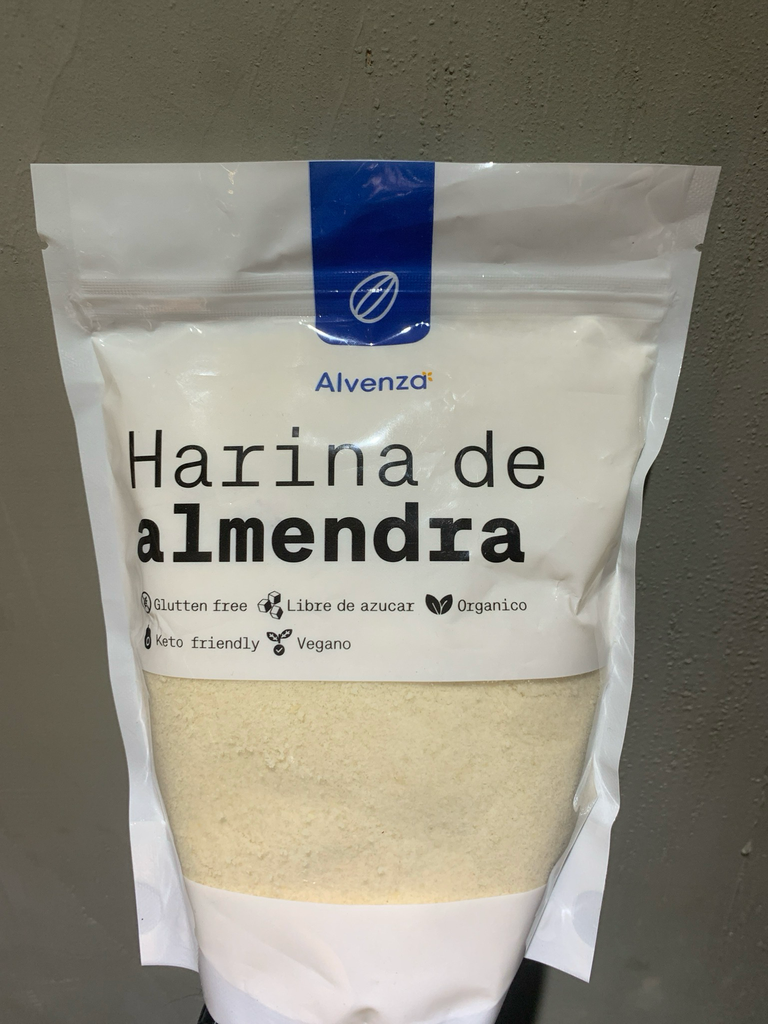 Alvenza
Harina de
almendra
Glutten free Libre de azucar Organico
Keto friendly Vegano